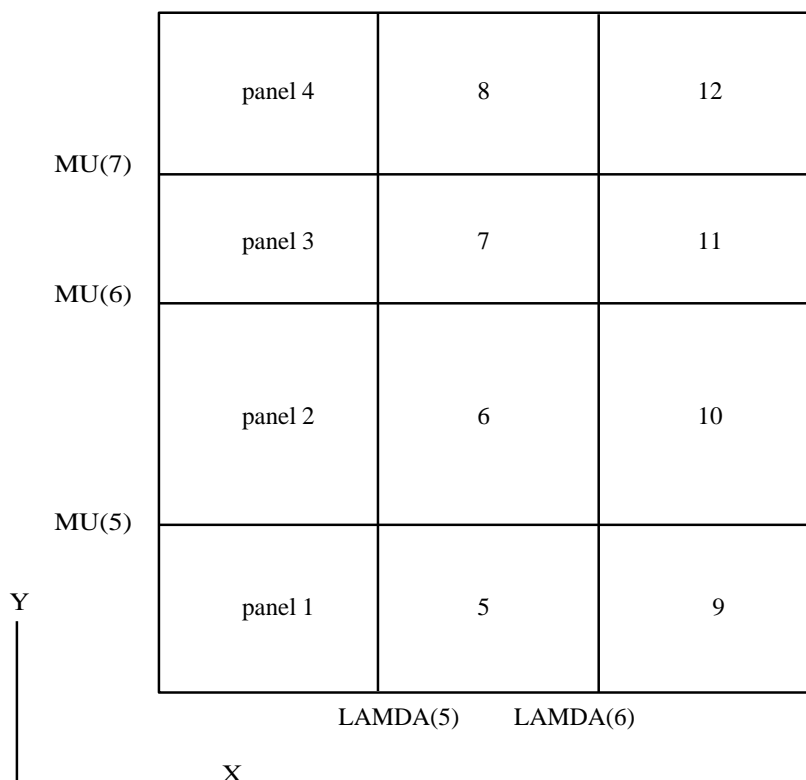 panel 4 8 12
MU(7)
panel 3 7 11
MU(6)
panel 2 6 10
MU(5)
Y
panel 1 5 9
LAMDA(5) LAMDA(6)
X